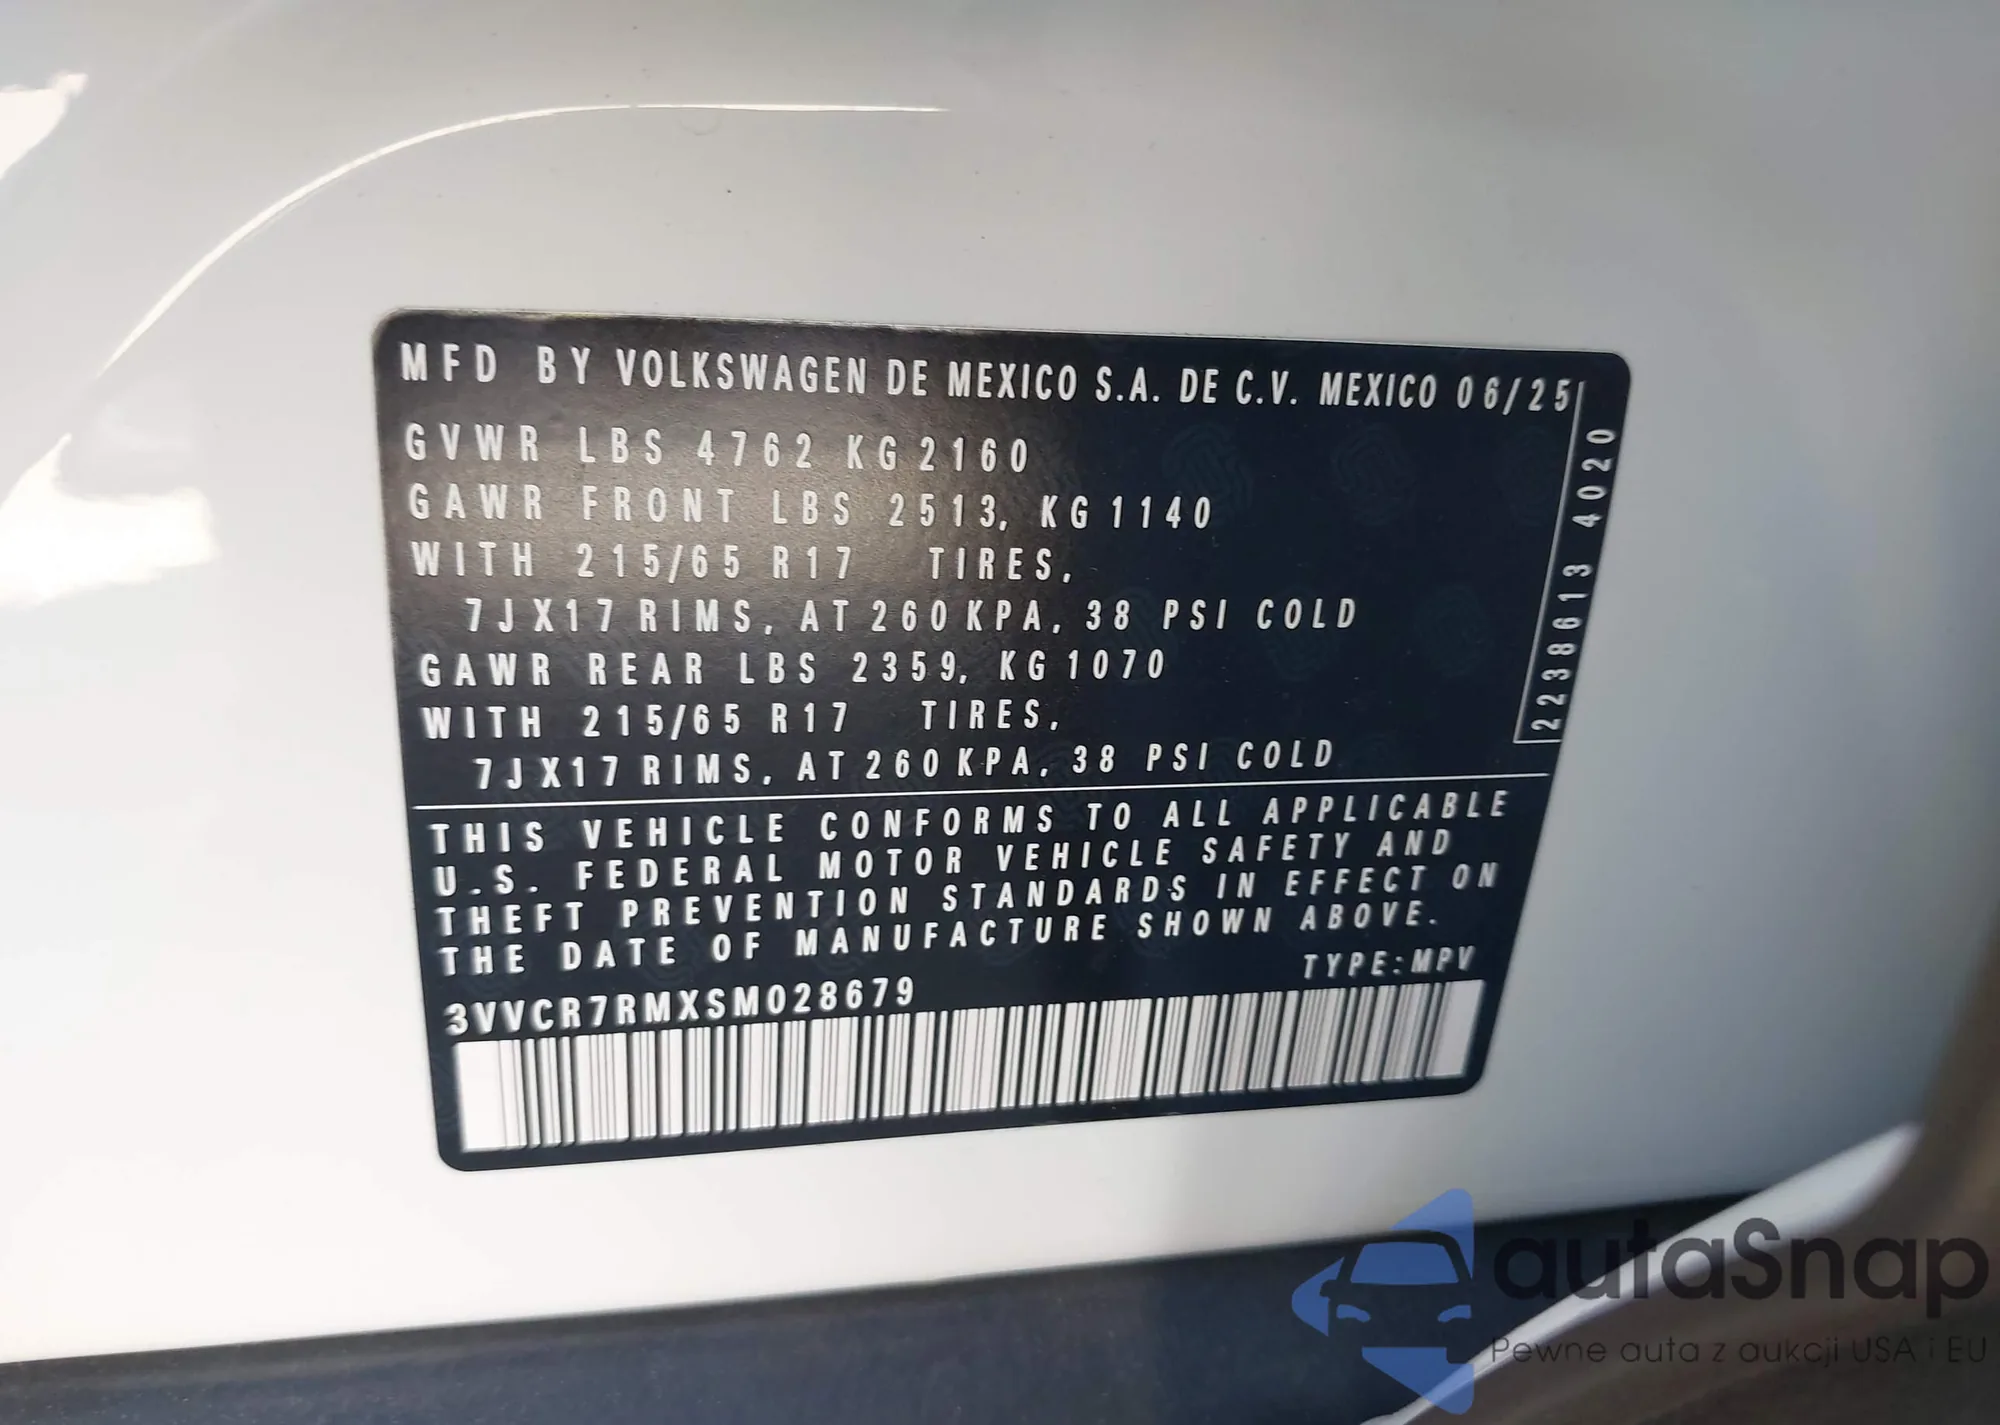 MFD BY VOLKSWAGEN DE MEXICO S.A. DE C.V. MEXICO 06/25
GVWR LBS 4762 KG 2160
GAWR FRONT LBS 2513, KG 1140
WITH 215/65 R17 TIRES,
7JX17 RIMS, AT 260 KPA, 38 PSI COLD
GAWR REAR LBS 2359, KG 1070
WITH 215/65 R17 TIRES,
7JX17 RIMS, AT 260 KPA, 38 PSI COLD
2238613 4020
THIS VEHICLE CONFORMS TO ALL APPLICABLE
U.S. FEDERAL MOTOR VEHICLE SAFETY AND
THEFT PREVENTION STANDARDS IN EFFECT ON
THE DATE OF MANUFACTURE SHOWN ABOVE.
TYPE:MPV
3VVCR7RMXSM028679
autaSnap
Pewne auta z aukcji USA i EU